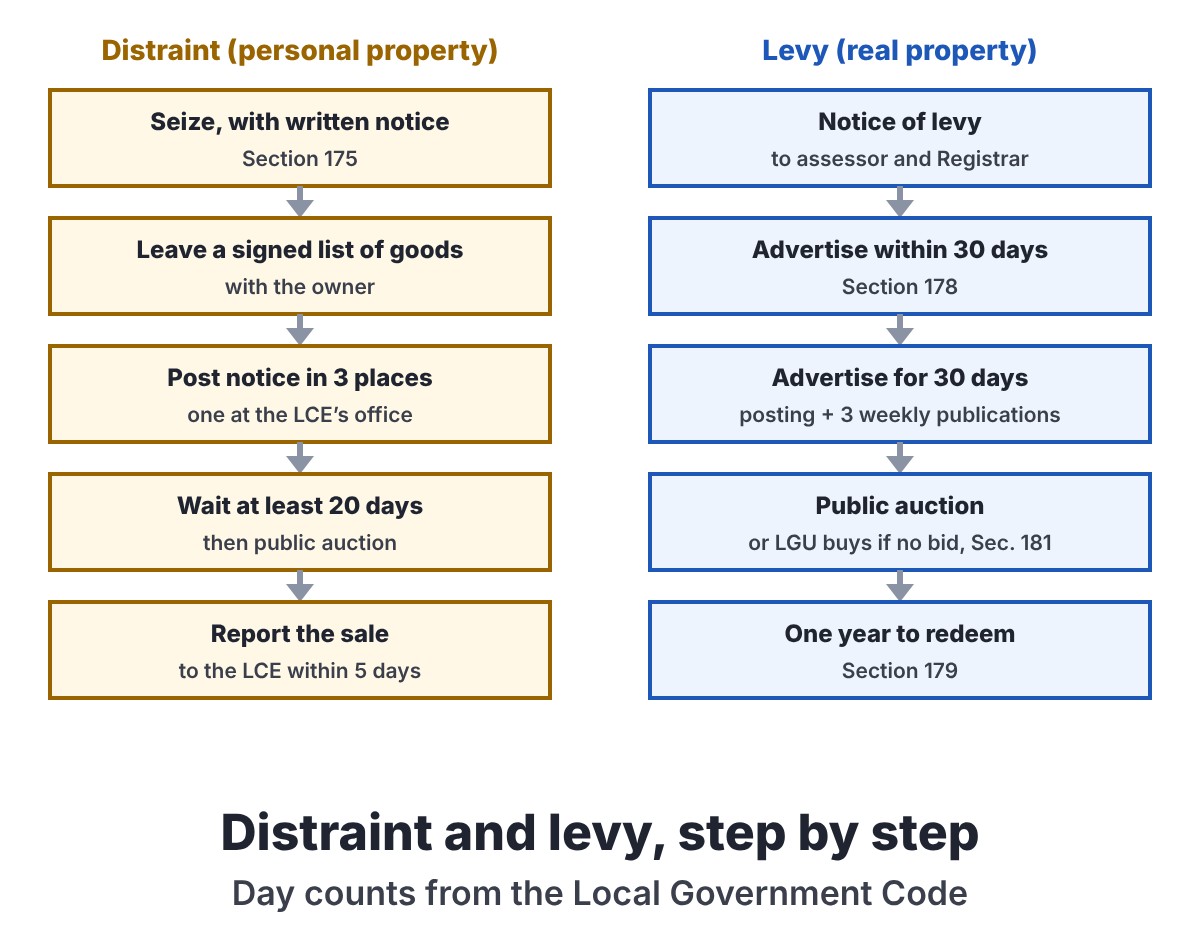 Distraint (personal property)
Seize, with written notice
Section 175
Leave a signed list of goods
with the owner
Post notice in 3 places
one at the LCE’s office
Wait at least 20 days
then public auction
Report the sale
to the LCE within 5 days
Levy (real property)
Notice of levy
to assessor and Registrar
Advertise within 30 days
Section 178
Advertise for 30 days
posting + 3 weekly publications
Public auction
or LGU buys if no bid, Sec. 181
One year to redeem
Section 179
Distraint and levy, step by step
Day counts from the Local Government Code